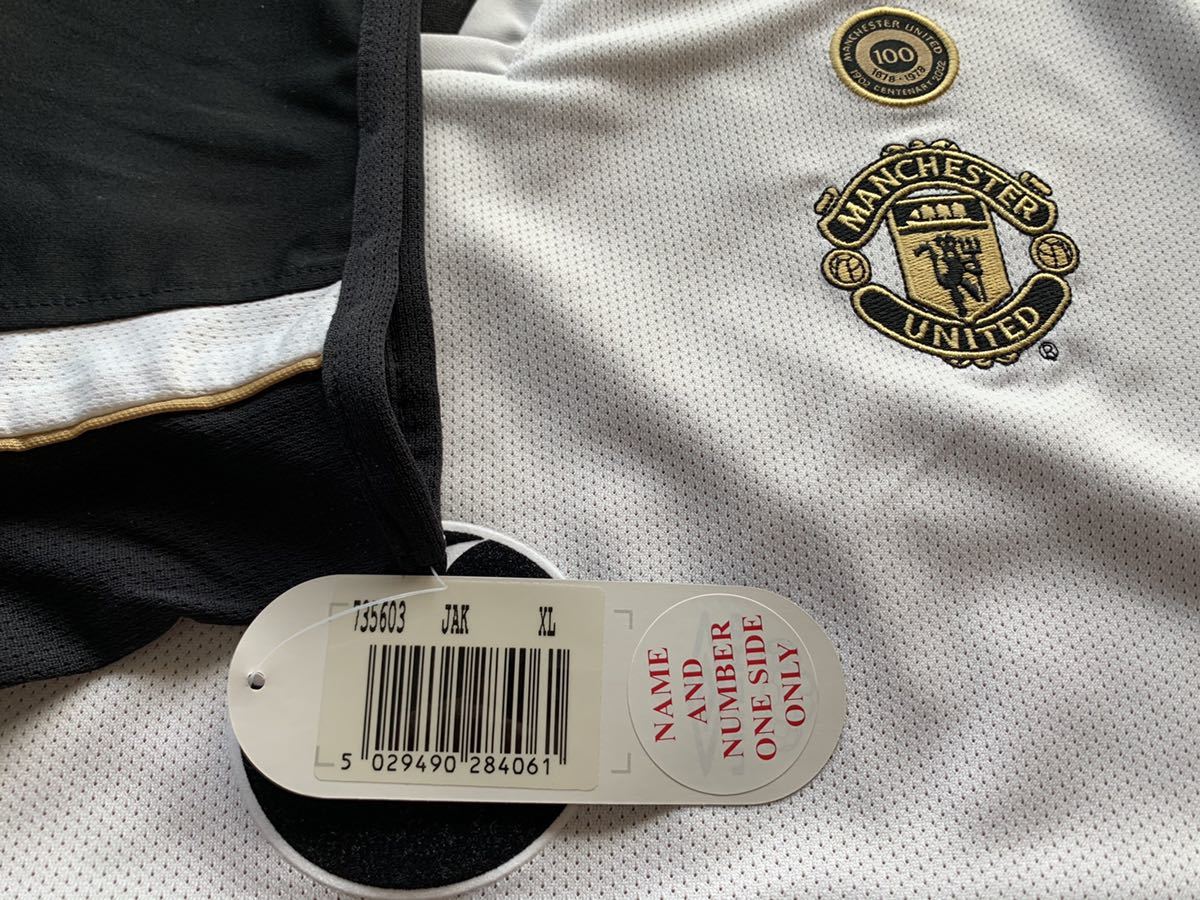 MANCHESTER UNITED
100
1878 - 1978
1902 CENTENARY 2002
MANCHESTER
UNITED
®
735603 JAK XL
5 029490 284061
NAME
AND
NUMBER
ONE SIDE
ONLY